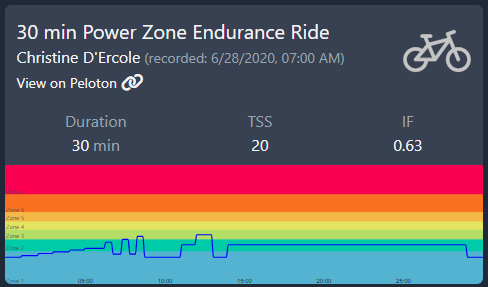 30 min Power Zone Endurance Ride
Christine D'Ercole (recorded: 6/28/2020, 07:00 AM)
View on Peloton
Duration TSS IF
30 min 20 0.63
Zone 6
Zone 5
Zone 4
Zone 3
Zone 2
Zone 1
05:00 10:00 15:00 20:00 25:00